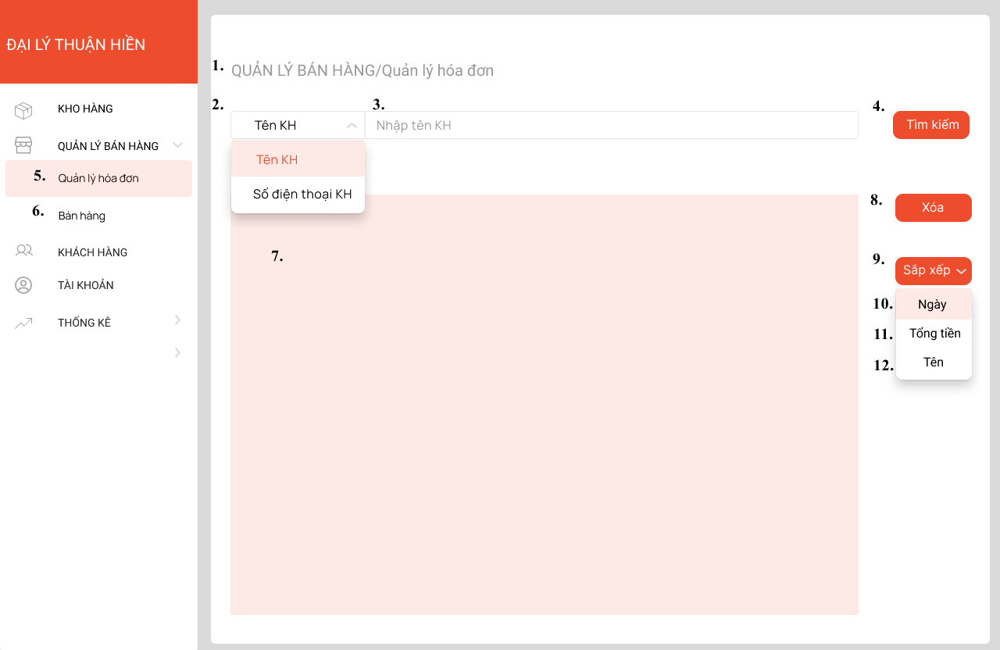 ĐẠI LÝ THUẬN HIỀN
KHO HÀNG
QUẢN LÝ BÁN HÀNG
5. Quản lý hóa đơn
6. Bán hàng
KHÁCH HÀNG
TÀI KHOẢN
THỐNG KÊ
1. QUẢN LÝ BÁN HÀNG/Quản lý hóa đơn
2. 3. 4.
Tên KH Nhập tên KH Tìm kiếm
Tên KH
Số điện thoại KH
7.
8. Xóa
9. Sắp xếp
10. Ngày
11. Tổng tiền
12. Tên